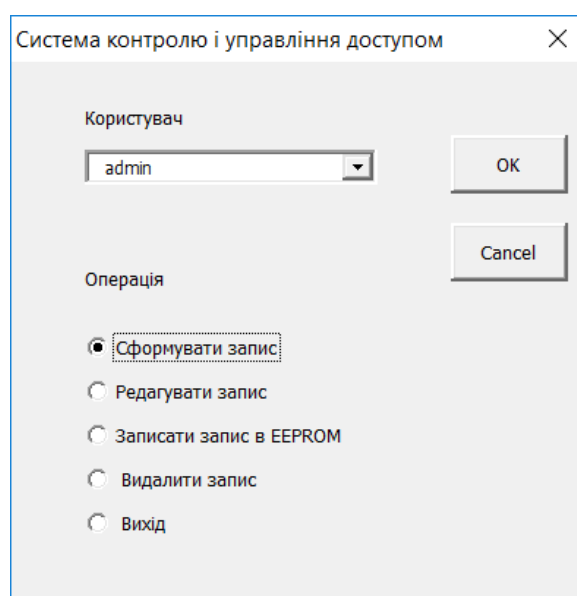 Система контролю і управління доступом
Користувач
admin
OK
Cancel
Операція
Сформувати запис
Редагувати запис
Записати запис в EEPROM
Видалити запис
Вихід